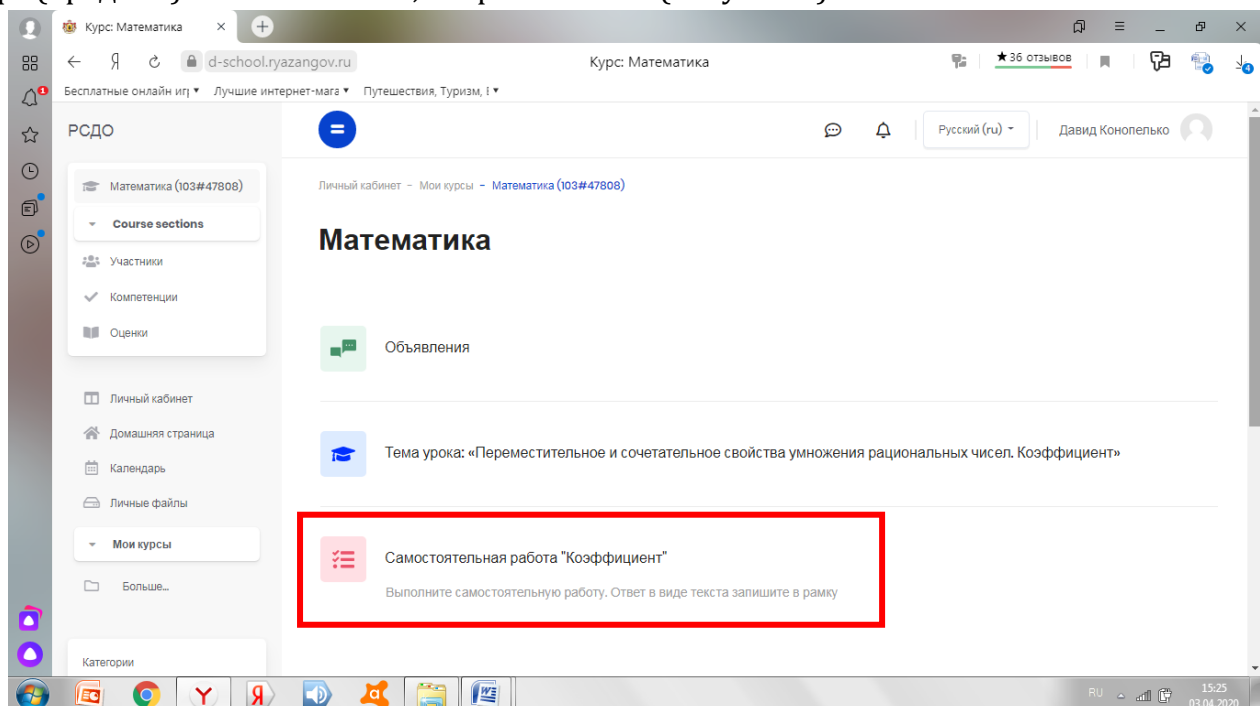 Курс: Математика
d-school.ryazangov.ru
Курс: Математика
★36 отзывов
Бесплатные онлайн иг
Лучшие интернет-мага
Путешествия, Туризм,
РСДО
Русский (ru)
Давид Конопелько
Математика (103#47808)
Course sections
Участники
Компетенции
Оценки
Личный кабинет
Домашняя страница
Календарь
Личные файлы
Мои курсы
Больше...
Категории
Личный кабинет - Мои курсы - Математика (103#47808)
Математика
Объявления
Тема урока: «Переместительное и сочетательное свойства умножения рациональных чисел. Коэффициент»
Самостоятельная работа "Коэффициент"
Выполните самостоятельную работу. Ответ в виде текста запишите в рамку
RU
15:25
03.04.2020